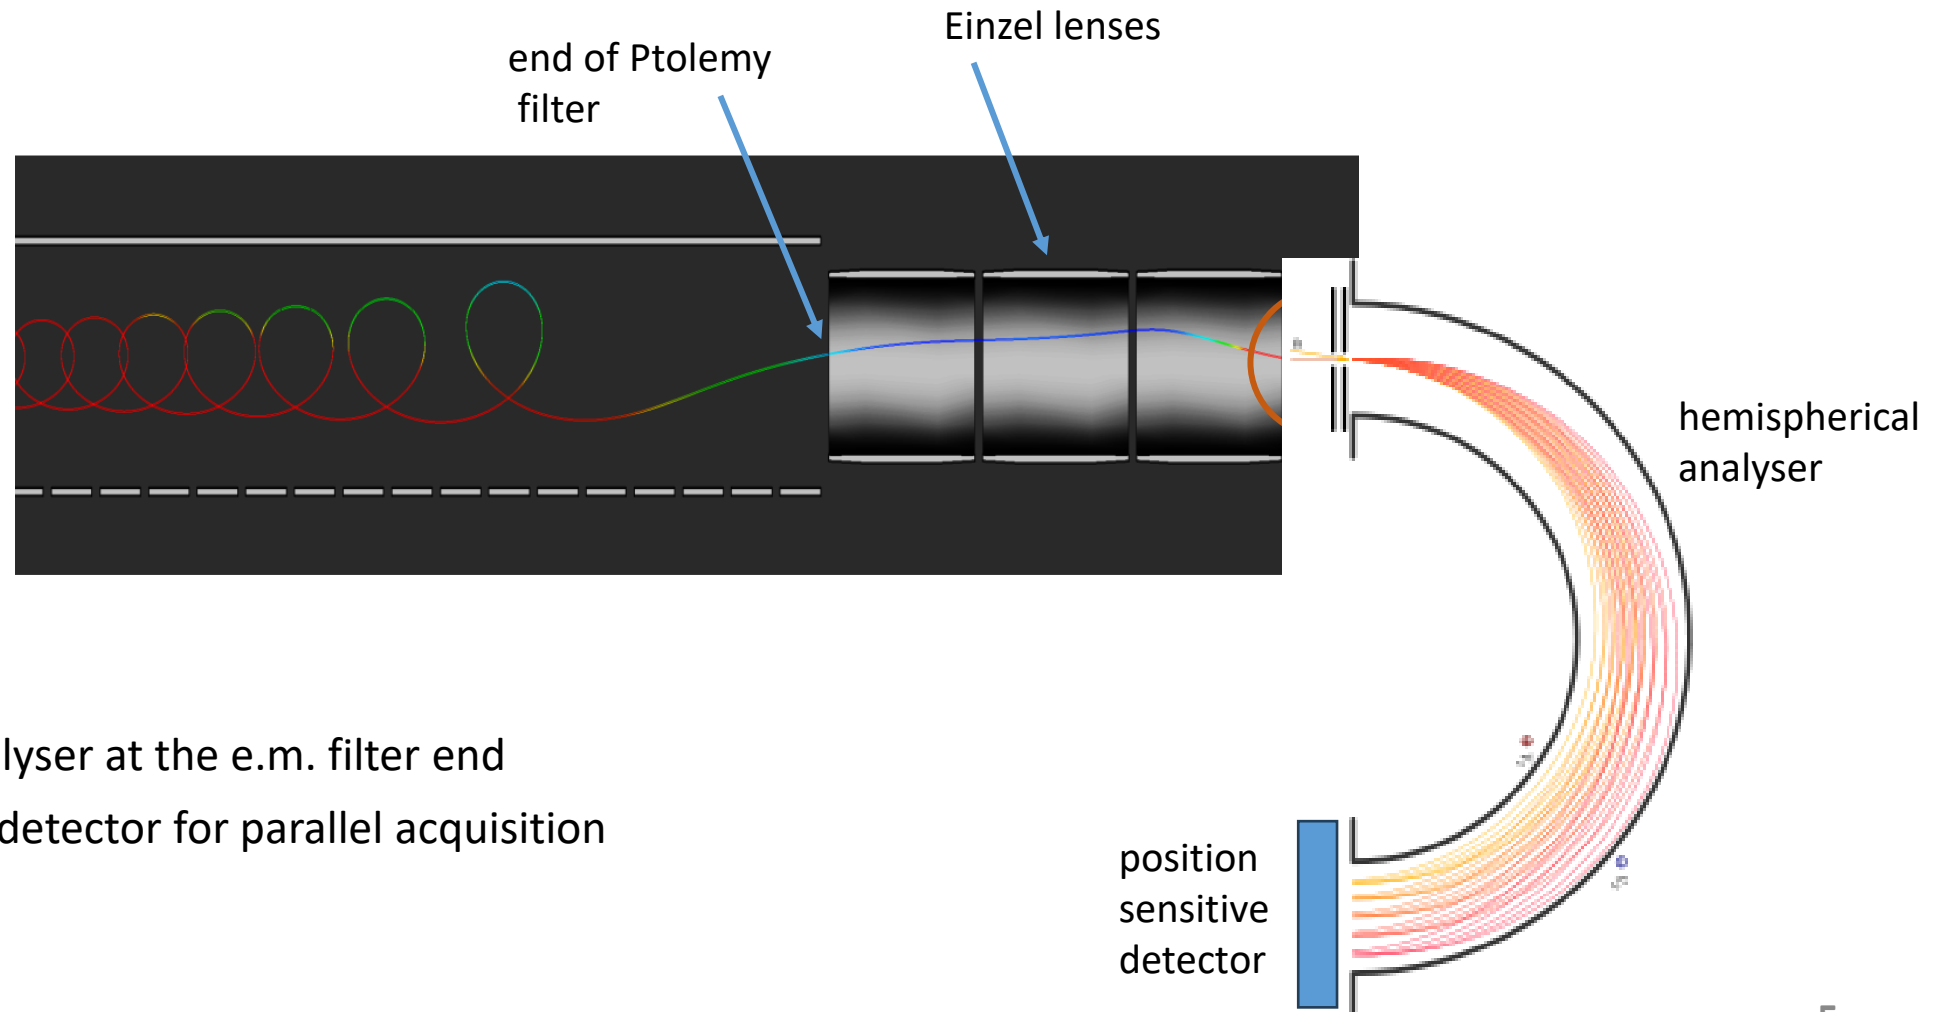 Einzel lenses
end of Ptolemy
filter
hemispherical
analyser
lyser at the e.m. filter end
detector for parallel acquisition
position
sensitive
detector